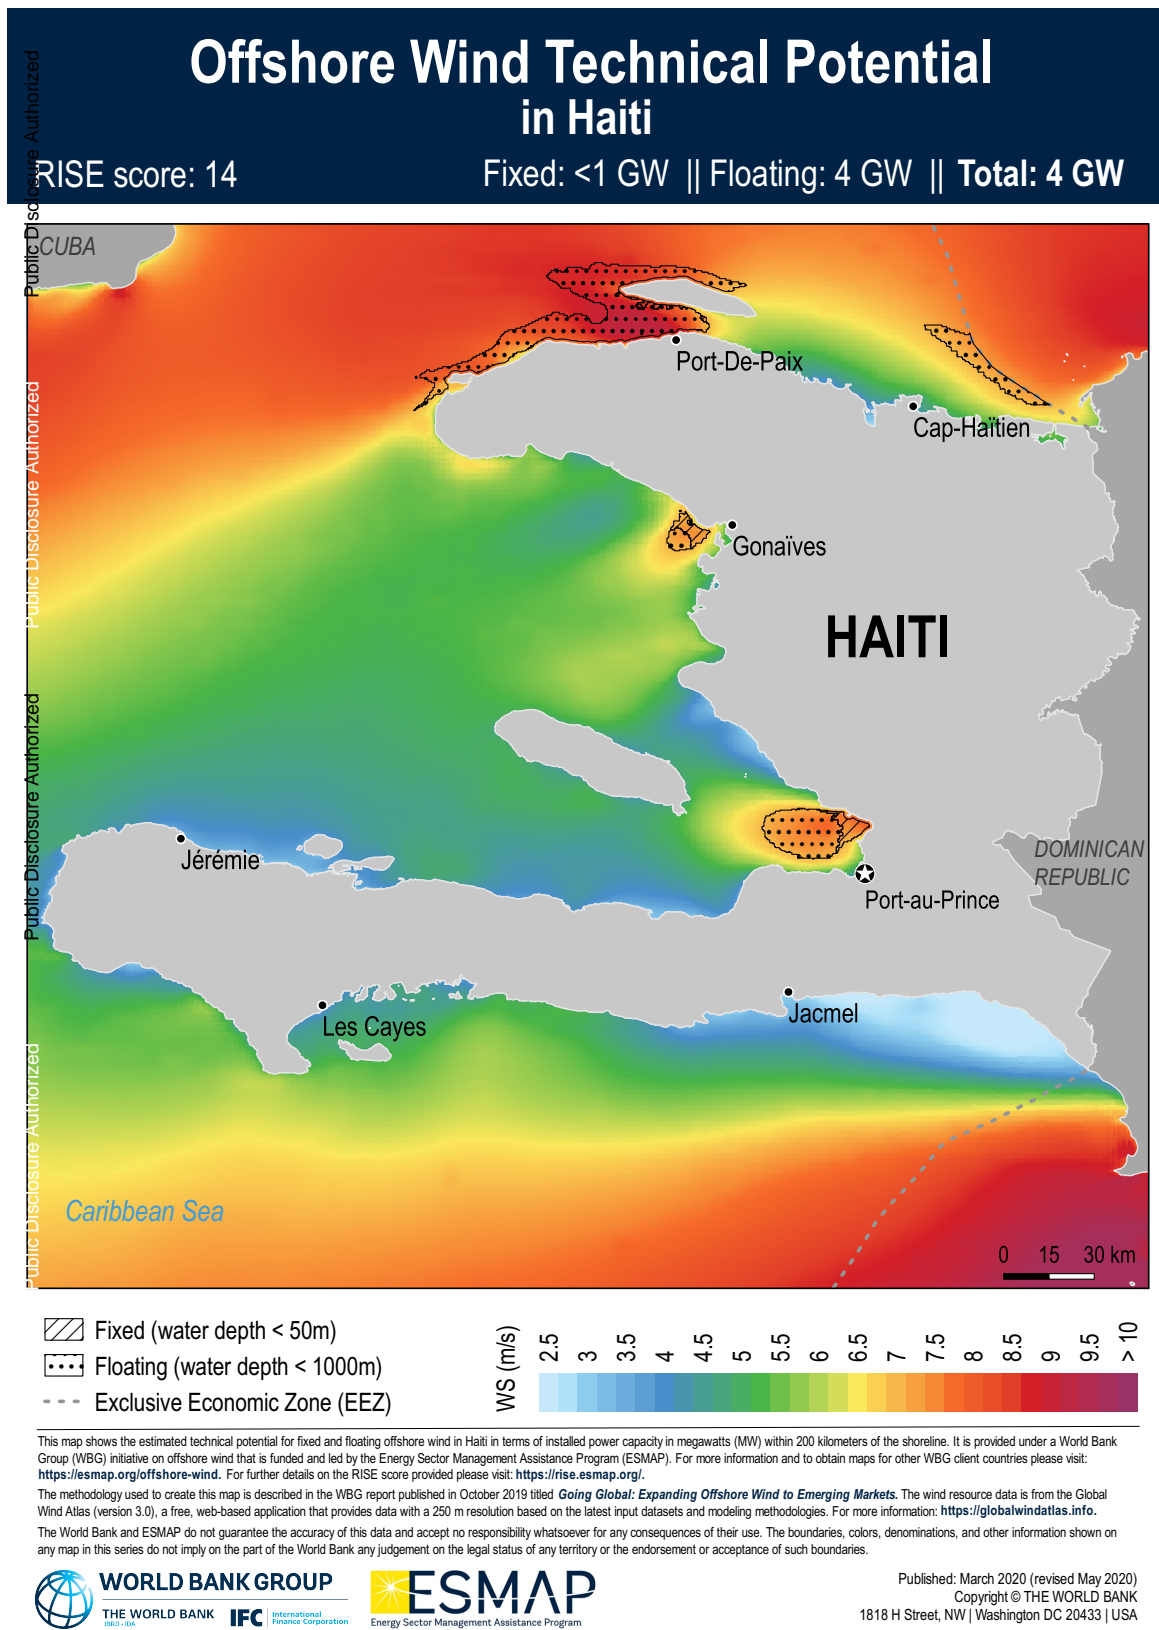 Offshore Wind Technical Potential
in Haiti
RISE score: 14
Fixed: <1 GW || Floating: 4 GW || Total: 4 GW
Public Disclosure Authorized
Public Disclosure Authorized
Public Disclosure Authorized
Public Disclosure Authorized
CUBA
Port-De-Paix
Cap-Haïtien
Gonaïves
HAITI
Jérémie
DOMINICAN
REPUBLIC
Port-au-Prince
Les Cayes
Jacmel
Caribbean Sea
0 15 30 km
Fixed (water depth < 50m)
Floating (water depth < 1000m)
Exclusive Economic Zone (EEZ)
WS (m/s)
2.5 3 3.5 4 4.5 5 5.5 6 6.5 7 7.5 8 8.5 9 9.5 > 10
This map shows the estimated technical potential for fixed and floating offshore wind in Haiti in terms of installed power capacity in megawatts (MW) within 200 kilometers of the shoreline. It is provided under a World Bank
Group (WBG) initiative on offshore wind that is funded and led by the Energy Sector Management Assistance Program (ESMAP). For more information and to obtain maps for other WBG client countries please visit:
https://esmap.org/offshore-wind. For further details on the RISE score provided please visit: https://rise.esmap.org/.
The methodology used to create this map is described in the WBG report published in October 2019 titled Going Global: Expanding Offshore Wind to Emerging Markets. The wind resource data is from the Global
Wind Atlas (version 3.0), a free, web-based application that provides data with a 250 m resolution based on the latest input datasets and modeling methodologies. For more information: https://globalwindatlas.info.
The World Bank and ESMAP do not guarantee the accuracy of this data and accept no responsibility whatsoever for any consequences of their use. The boundaries, colors, denominations, and other information shown on
any map in this series do not imply on the part of the World Bank any judgement on the legal status of any territory or the endorsement or acceptance of such boundaries.
WORLD BANK GROUP
THE WORLD BANK
IBRD • IDA
IFC
International
Finance Corporation
ESMAP
Energy Sector Management Assistance Program
Published: March 2020 (revised May 2020)
Copyright © THE WORLD BANK
1818 H Street, NW | Washington DC 20433 | USA